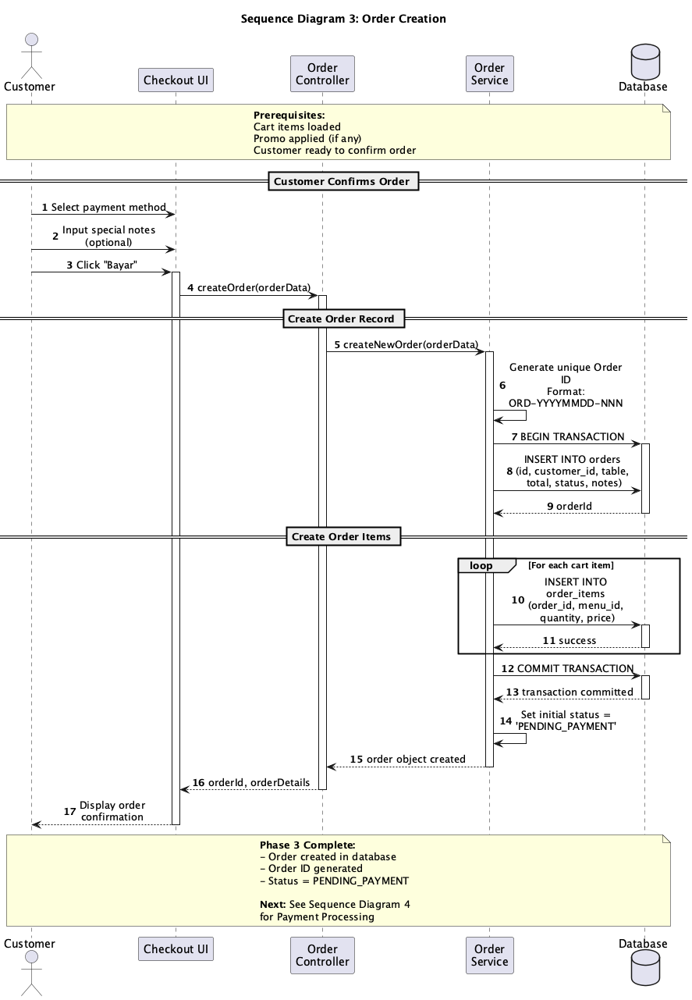 Sequence Diagram 3: Order Creation
Customer
Checkout UI
Order
Controller
Order
Service
Database
Prerequisites:
Cart items loaded
Promo applied (if any)
Customer ready to confirm order
Customer Confirms Order
1 Select payment method
2 Input special notes
(optional)
3 Click "Bayar"
4 createOrder(orderData)
Create Order Record
5 createNewOrder(orderData)
Generate unique Order
ID
6
Format:
ORD-YYYYMMDD-NNN
7 BEGIN TRANSACTION
INSERT INTO orders
8 (id, customer_id, table,
total, status, notes)
9 orderId
Create Order Items
loop [For each cart item]
INSERT INTO
order_items
10
(order_id, menu_id,
quantity, price)
11 success
12 COMMIT TRANSACTION
13 transaction committed
14 Set initial status =
'PENDING_PAYMENT'
15 order object created
16 orderId, orderDetails
17 Display order
confirmation
Phase 3 Complete:
- Order created in database
- Order ID generated
- Status = PENDING_PAYMENT
Next: See Sequence Diagram 4
for Payment Processing
Customer
Checkout UI
Order
Controller
Order
Service
Database